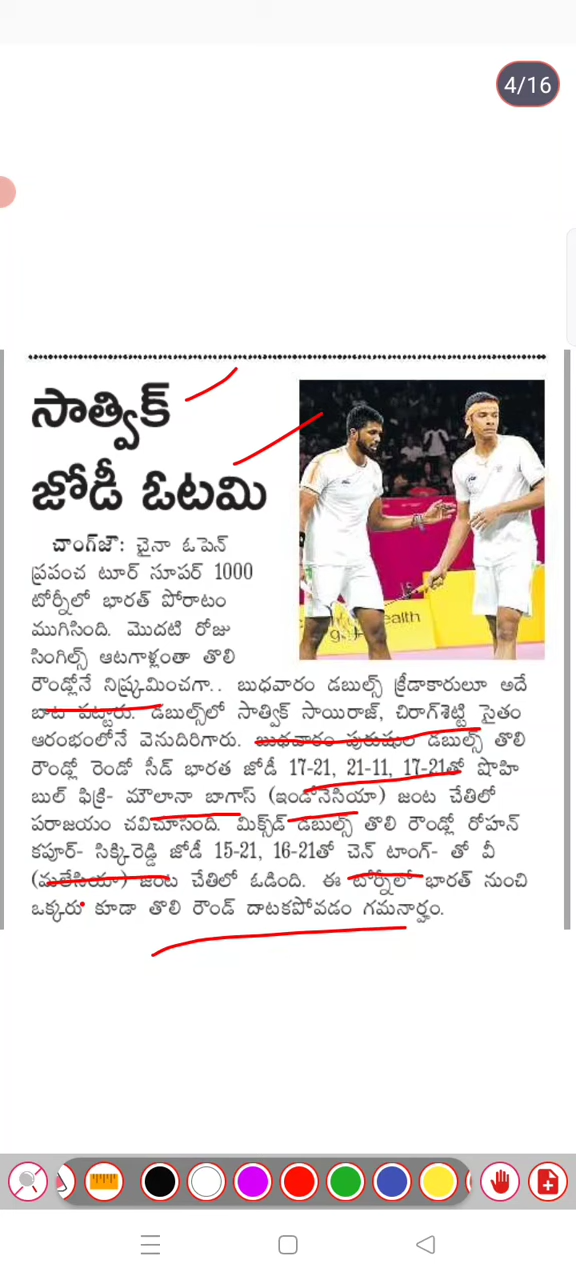 4/16
సాత్విక్
జోడీ ఓటమి
చాంగ్‌జౌ: చైనా ఓపెన్
ప్రపంచ టూర్ సూపర్ 1000
టోర్నీలో భారత్ పోరాటం
ముగిసింది. మొదటి రోజు
సింగిల్స్ ఆటగాళ్లంతా తొలి
రౌండ్లోనే నిష్క్రమించగా.. బుధవారం డబుల్స్ క్రీడాకారులూ అదే
బాట పట్టారు. డబుల్స్‌లో సాత్విక్ సాయిరాజ్, చిరాగ్‌శెట్టి సైతం
ఆరంభంలోనే వెనుదిరిగారు. బుధవారం పురుషుల డబుల్స్ తొలి
రౌండ్లో రెండో సీడ్ భారత జోడీ 17-21, 21-11, 17-21తో షోహి
బుల్ ఫిక్రి- మౌలానా బాగాస్ (ఇండోనేసియా) జంట చేతిలో
పరాజయం చవిచూసింది. మిక్స్‌డ్ డబుల్స్ తొలి రౌండ్లో రోహన్
కపూర్- సిక్కిరెడ్డి జోడీ 15-21, 16-21తో చెన్ టాంగ్- తో వీ
(మలేసియా) జంట చేతిలో ఓడింది. ఈ టోర్నీలో భారత్ నుంచి
ఒక్కరు కూడా తొలి రౌండ్ దాటకపోవడం గమనార్హం.